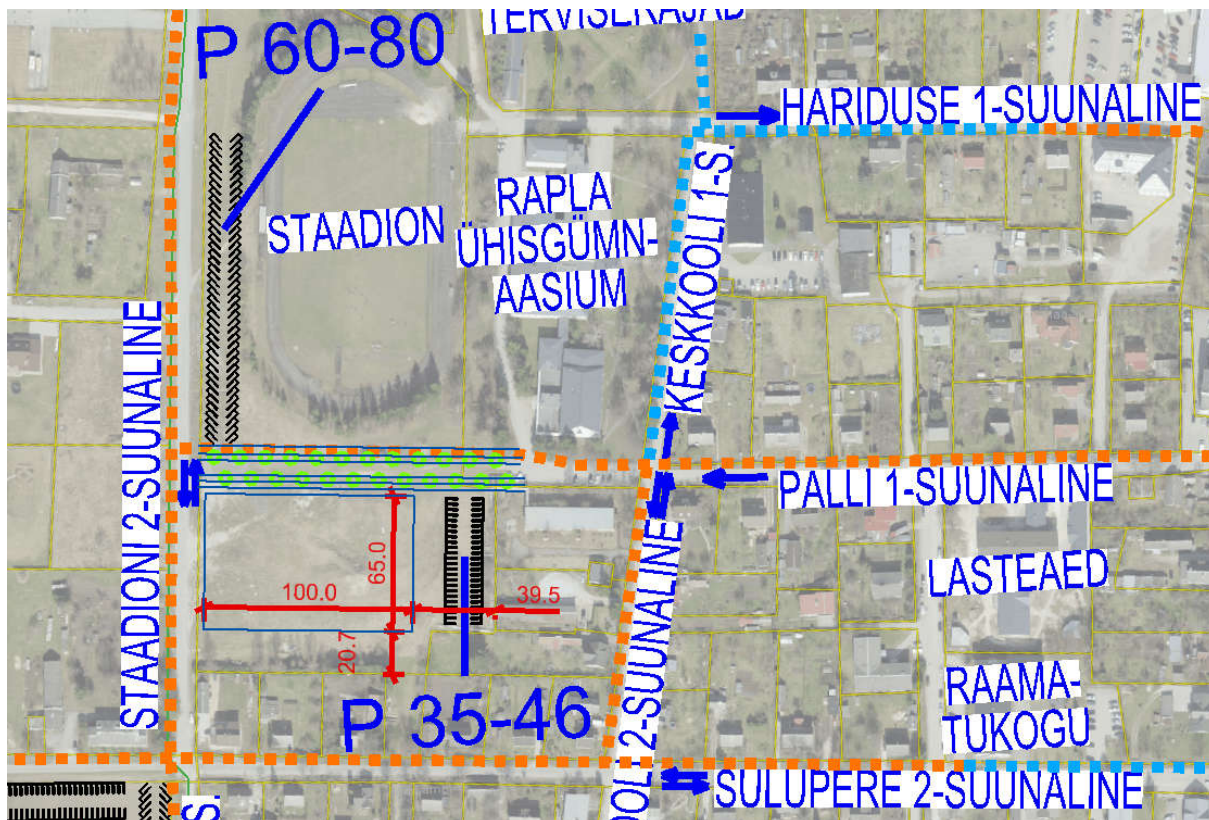 TERVISERAJAD
P 60-80
HARIDUSE 1-SUUNALINE
KESKKOOLI 1-S.
RAPLA
ÜHISGÜMN-
AASIUM
STAADION
STAADIONI 2-SUUNALINE
PALLI 1-SUUNALINE
65.0
100.0
39.5
20.7
LASTEAED
2-SUUNALINE
P 35-46
RAAMA-
TUKOGU
SULUPERE 2-SUUNALINE
S.